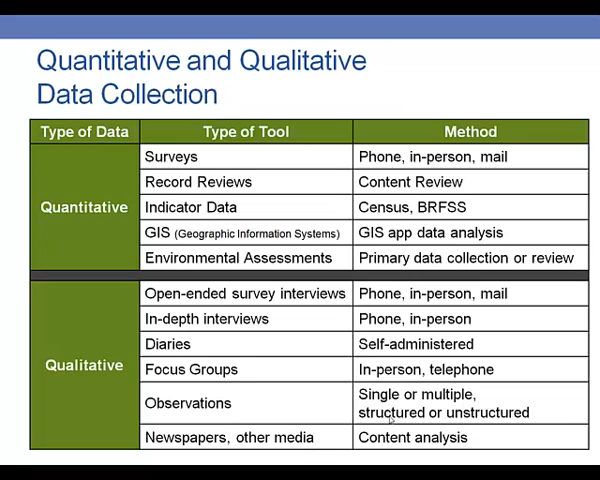 Quantitative and Qualitative
Data Collection
Type of Data Type of Tool Method
Quantitative
Surveys Phone, in-person, mail
Record Reviews Content Review
Indicator Data Census, BRFSS
GIS (Geographic Information Systems) GIS app data analysis
Environmental Assessments Primary data collection or review
Qualitative
Open-ended survey interviews Phone, in-person, mail
In-depth interviews Phone, in-person
Diaries Self-administered
Focus Groups In-person, telephone
Observations Single or multiple,
structured or unstructured
Newspapers, other media Content analysis